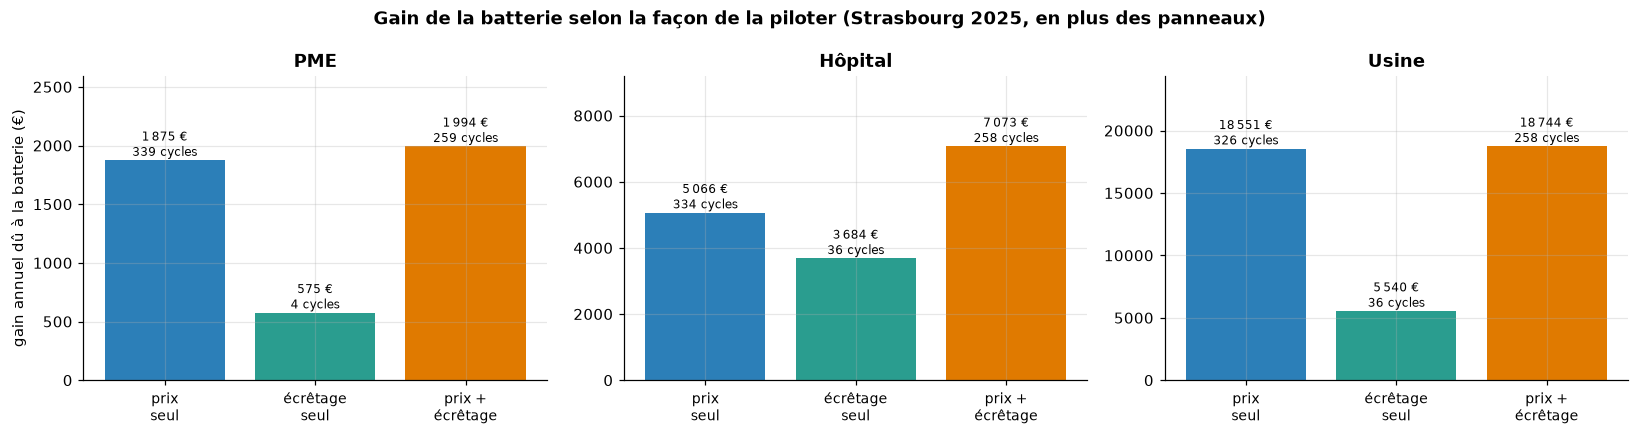 Gain de la batterie selon la façon de la piloter (Strasbourg 2025, en plus des panneaux)
PME
gain annuel dû à la batterie (€)
2500
2000
1500
1000
500
0
1 875 €
339 cycles
575 €
4 cycles
1 994 €
259 cycles
prix
seul
écrêtage
seul
prix +
écrêtage
Hôpital
8000
6000
4000
2000
0
5 066 €
334 cycles
3 684 €
36 cycles
7 073 €
258 cycles
prix
seul
écrêtage
seul
prix +
écrêtage
Usine
20000
15000
10000
5000
0
18 551 €
326 cycles
5 540 €
36 cycles
18 744 €
258 cycles
prix
seul
écrêtage
seul
prix +
écrêtage